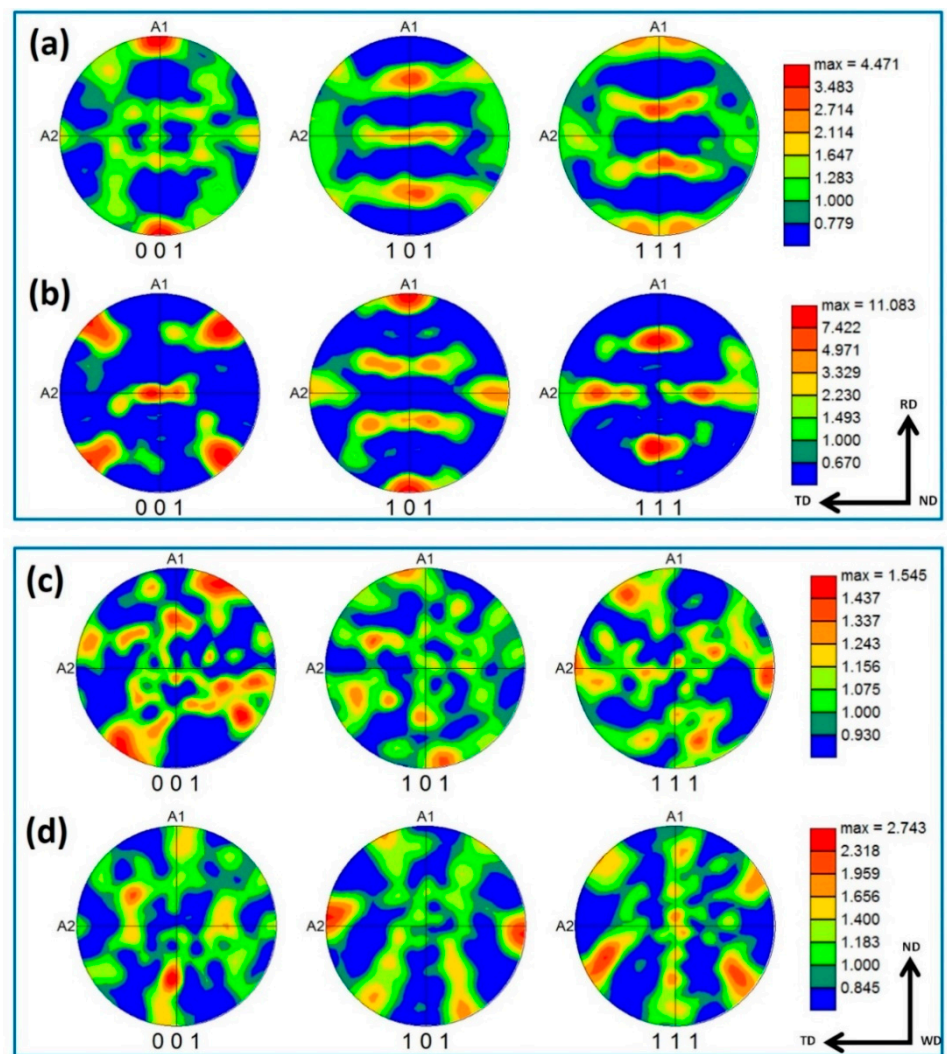 (a)
A1 A1 A1
A2 A2 A2
0 0 1 1 0 1 1 1 1
max = 4.471
3.483
2.714
2.114
1.647
1.283
1.000
0.779
(b)
A1 A1 A1
A2 A2 A2
0 0 1 1 0 1 1 1 1
max = 11.083
7.422
4.971
3.329
2.230
1.493
1.000
0.670
RD
TD ND
(c)
A1 A1 A1
A2 A2 A2
0 0 1 1 0 1 1 1 1
max = 1.545
1.437
1.337
1.243
1.156
1.075
1.000
0.930
(d)
A1 A1 A1
A2 A2 A2
0 0 1 1 0 1 1 1 1
max = 2.743
2.318
1.959
1.656
1.400
1.183
1.000
0.845
ND
TD WD